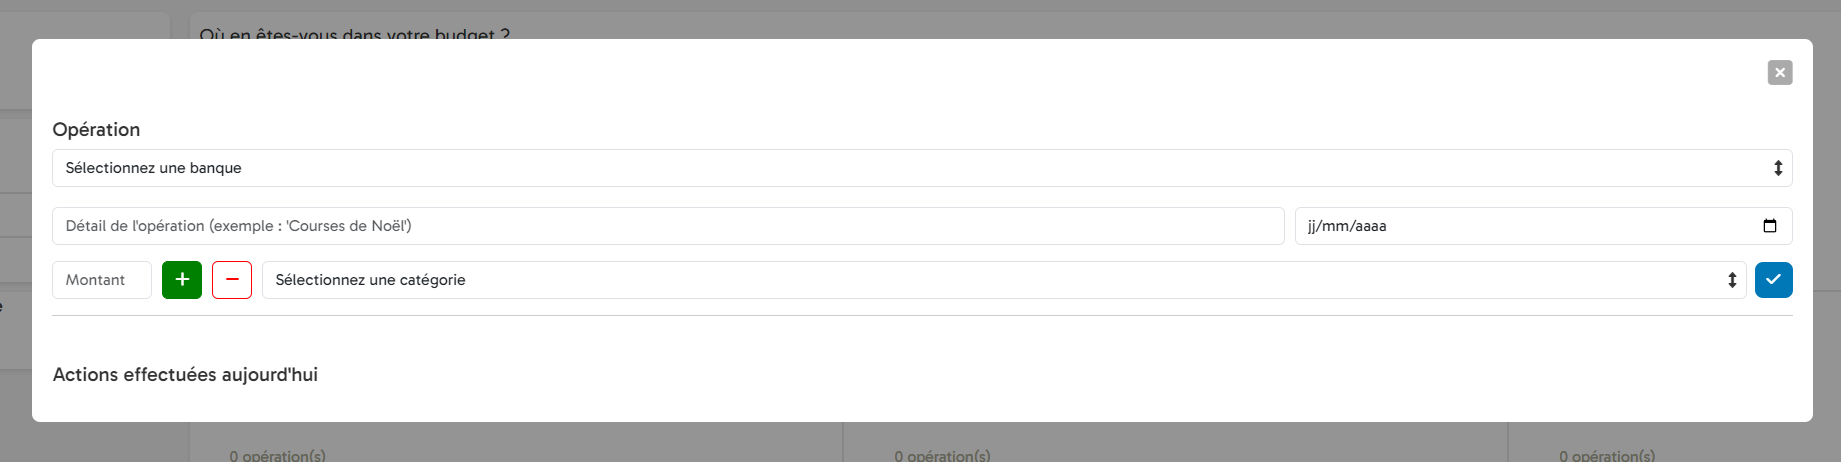 Où en êtes-vous dans votre budget ?
Opération
Sélectionnez une banque
Détail de l'opération (exemple : 'Courses de Noël')
jj/mm/aaaa
Montant
Sélectionnez une catégorie
Actions effectuées aujourd'hui
0 opération(s)
0 opération(s)
0 opération(s)